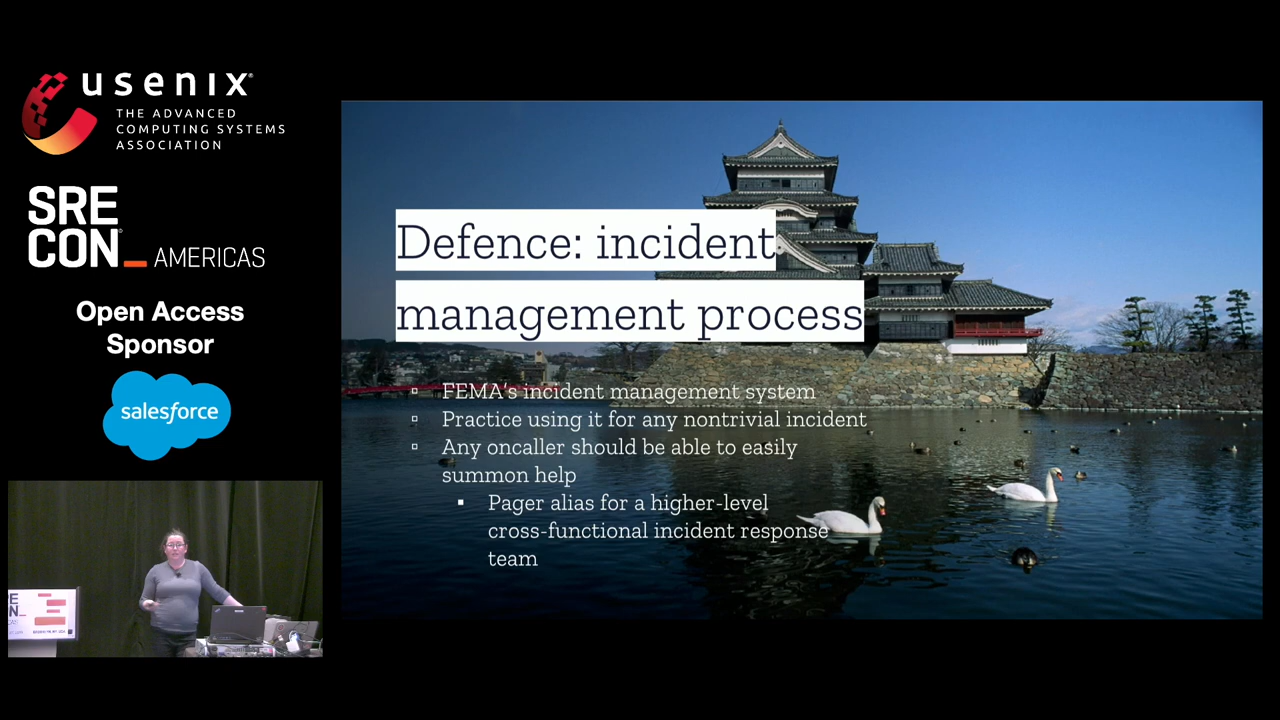 usenix®
THE ADVANCED
COMPUTING SYSTEMS
ASSOCIATION
SRE
CON_ AMERICAS
Open Access
Sponsor
salesforce
Defence: incident
management process
▫ FEMA's incident management system
▫ Practice using it for any nontrivial incident
▫ Any oncaller should be able to easily
summon help
▪ Pager alias for a higher-level
cross-functional incident response
team